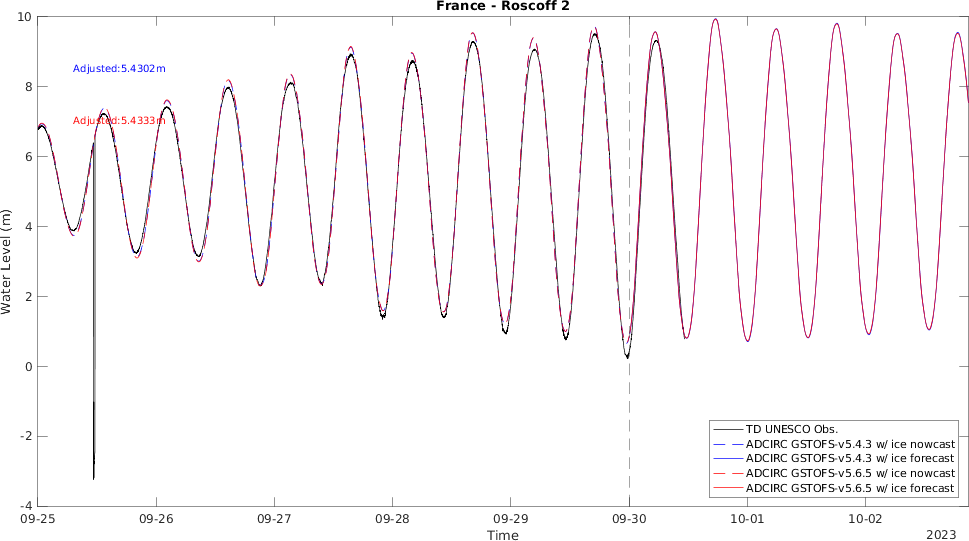 France - Roscoff 2
10
8
6
4
2
0
-2
-4
Water Level (m)
Adjusted:5.4302m
Adjusted:5.4333m
TD UNESCO Obs.
ADCIRC GSTOFS-v5.4.3 w/ ice nowcast
ADCIRC GSTOFS-v5.4.3 w/ ice forecast
ADCIRC GSTOFS-v5.6.5 w/ ice nowcast
ADCIRC GSTOFS-v5.6.5 w/ ice forecast
09-25 09-26 09-27 09-28 09-29 09-30 10-01 10-02
Time
2023